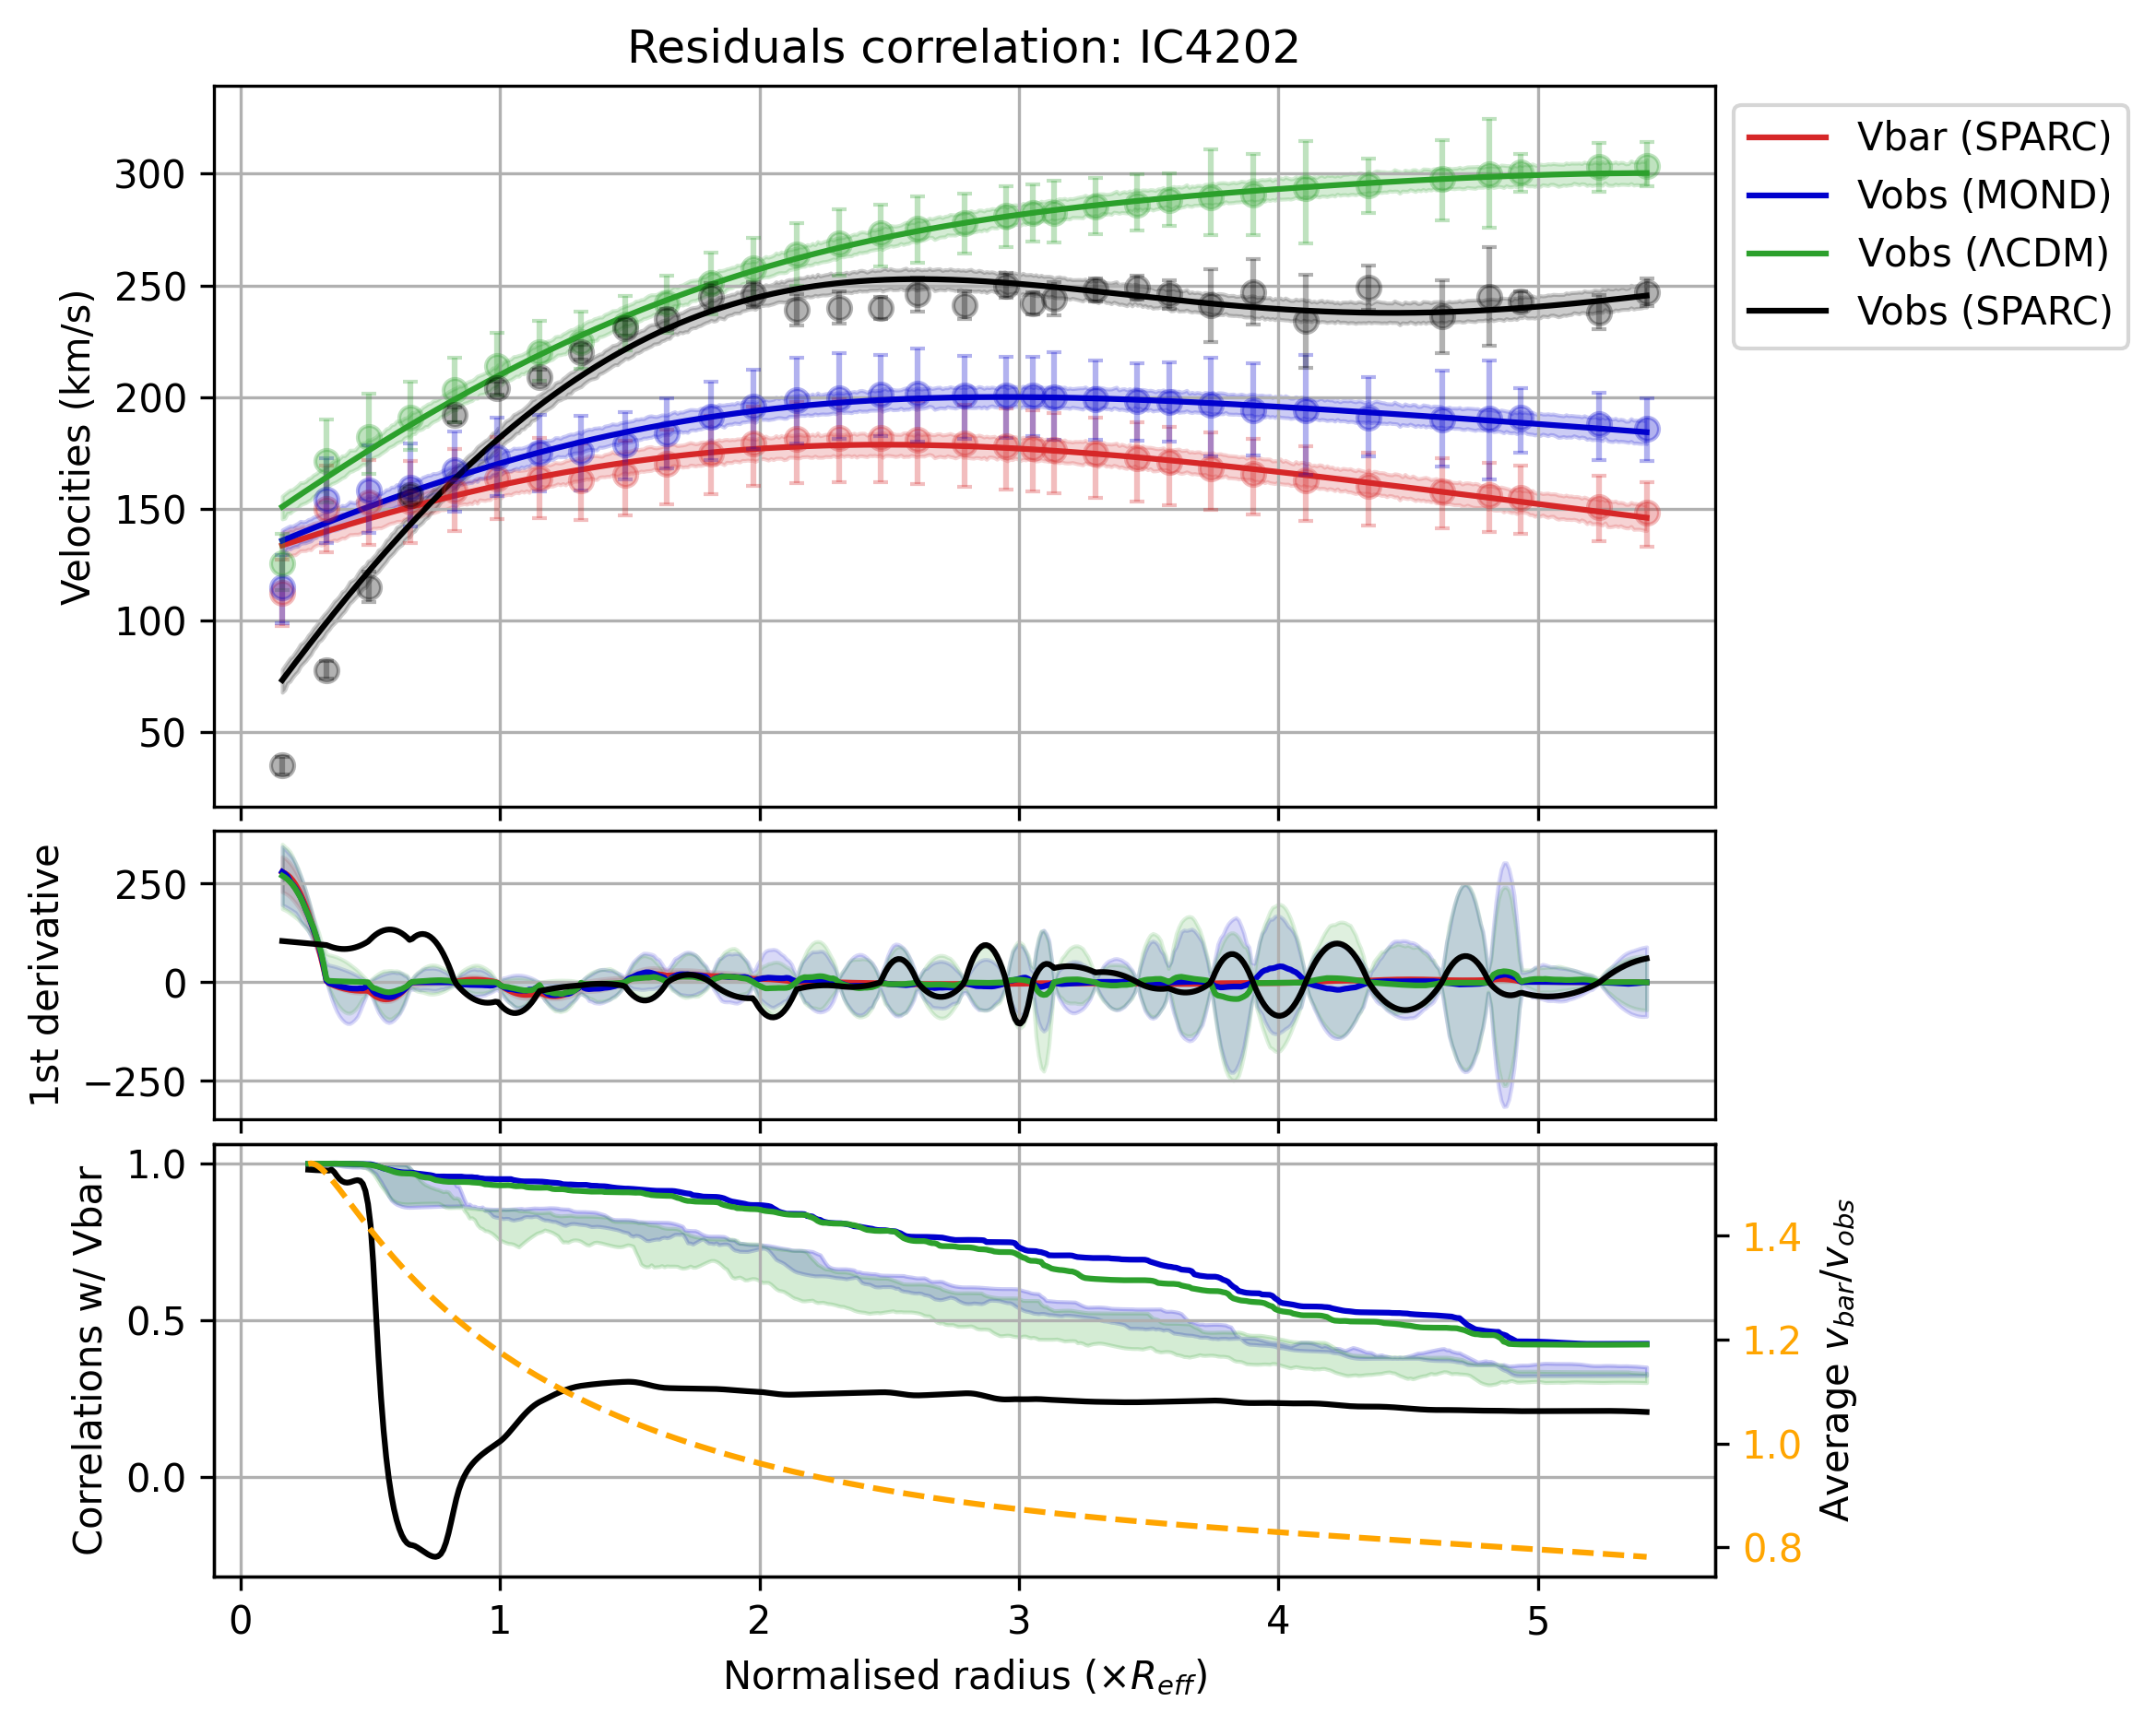 Residuals correlation: IC4202
Velocities (km/s)
300
250
200
150
100
50
Vbar (SPARC)
Vobs (MOND)
Vobs (ΛCDM)
Vobs (SPARC)
1st derivative
250
0
−250
Correlations w/ Vbar
1.0
0.5
0.0
1.4
1.2
1.0
0.8
Average v_bar/v_obs
0 1 2 3 4 5
Normalised radius (×R_eff)